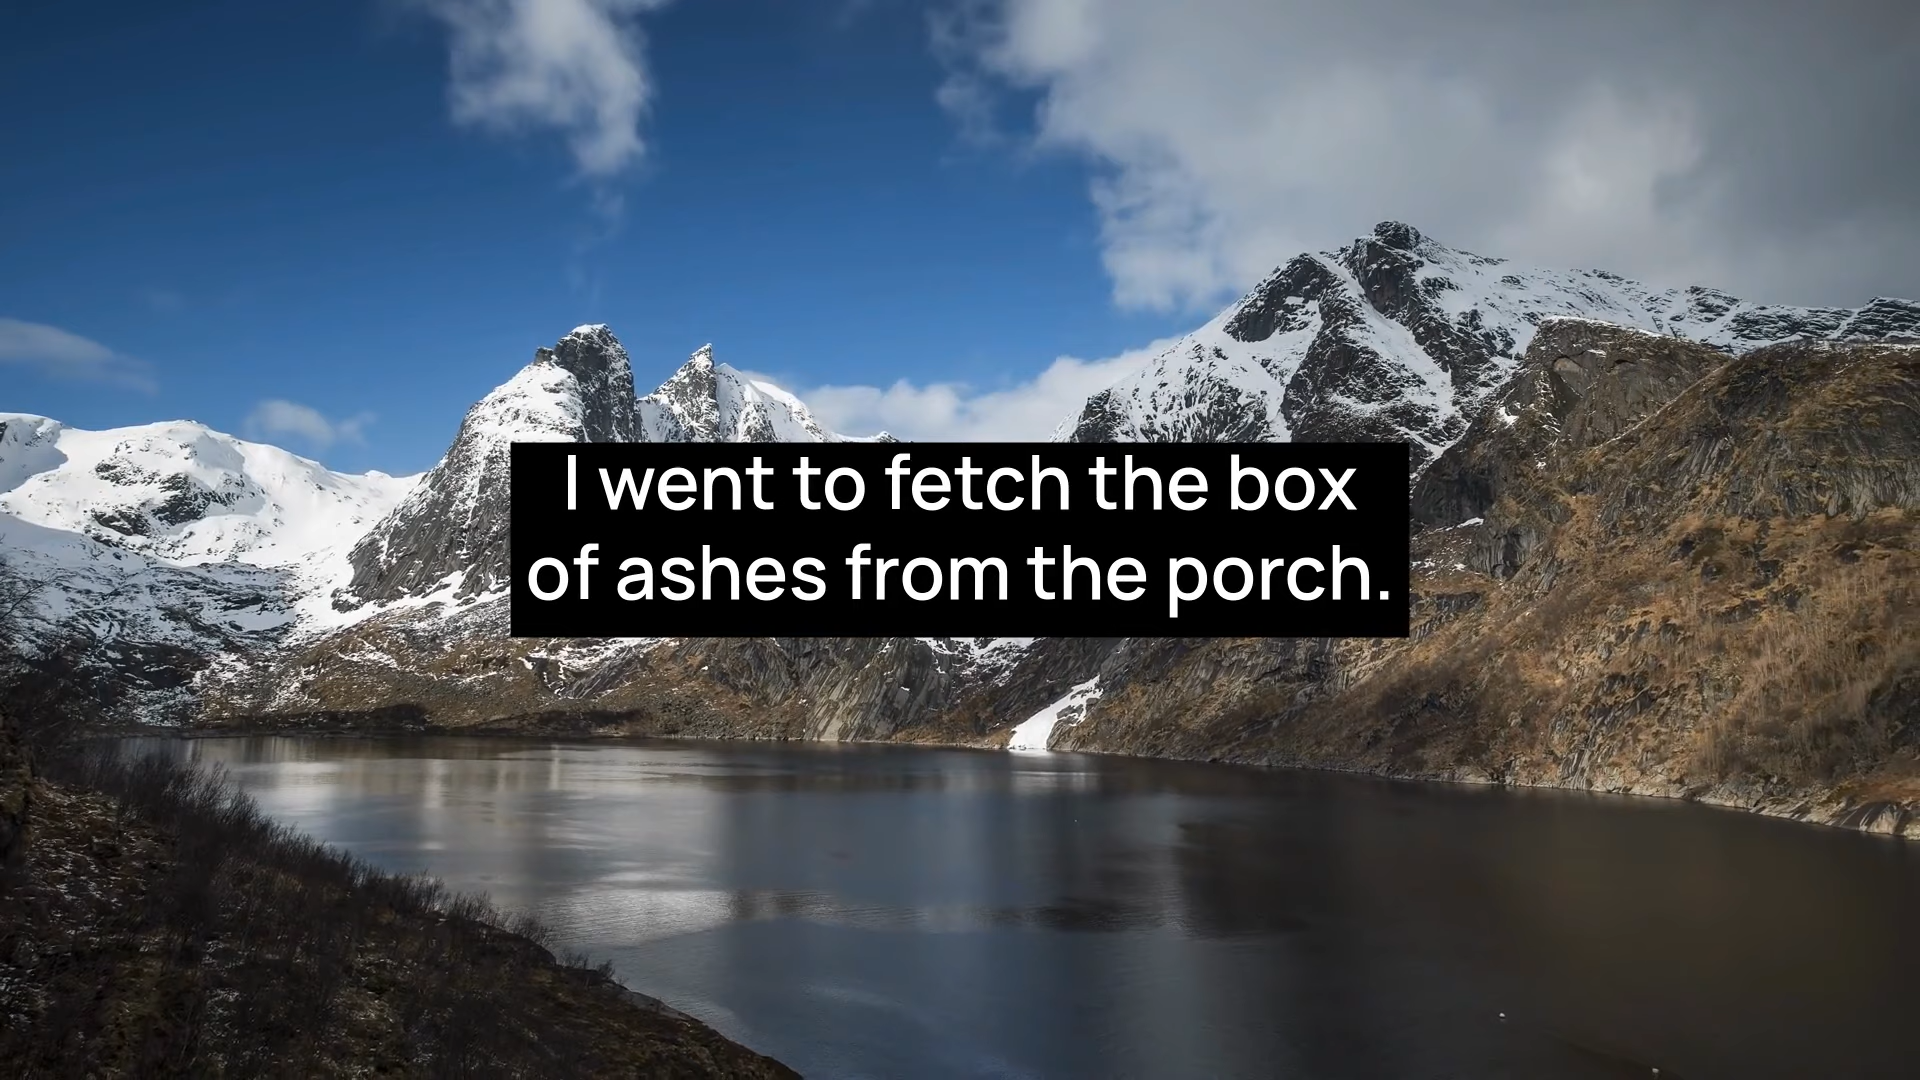 I went to fetch the box
of ashes from the porch.